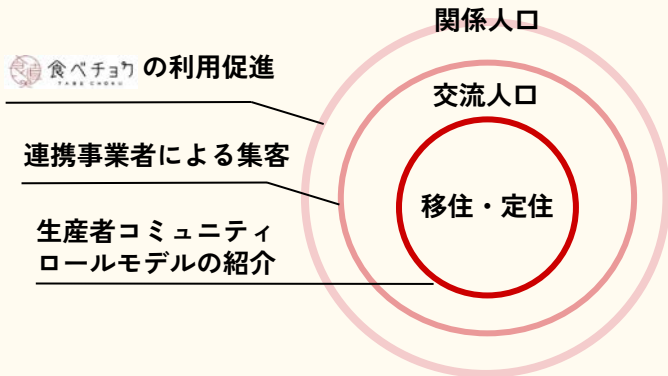 関係人口
食べチョク の利用促進
TABE CHOKU
交流人口
連携事業者による集客
移住・定住
生産者コミュニティ
ロールモデルの紹介